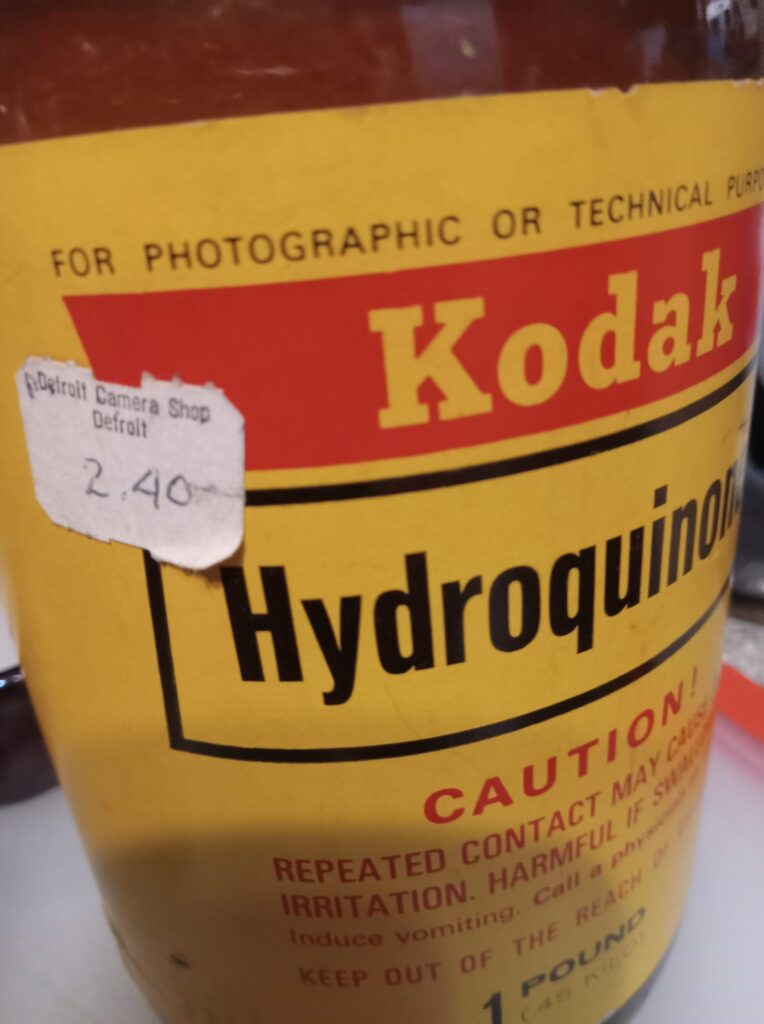 FOR PHOTOGRAPHIC OR TECHNICAL
Kodak
Detroit Camera Shop
Detroit
2.40
CAUTION!
REPEATED CONTACT MAY
IRRITATION. HARMFUL IF
Induce vomiting. Call a
KEEP OUT OF THE REACH OF
1 POUND